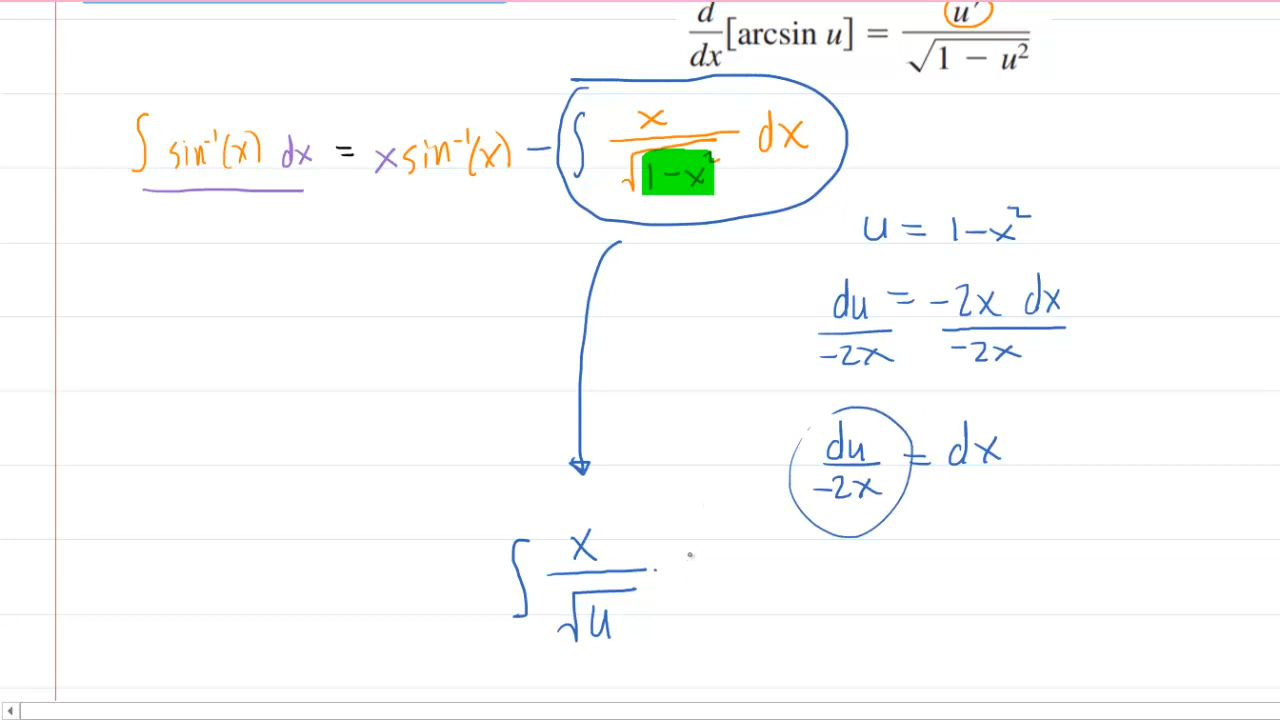 d/dx [arcsin u] = u′/√(1 − u²)
∫ sin⁻¹(x) dx = x sin⁻¹(x) − ∫ x/√(1−x²) dx
u = 1−x²
du/−2x = −2x dx/−2x
du/−2x = dx
∫ x/√u ·